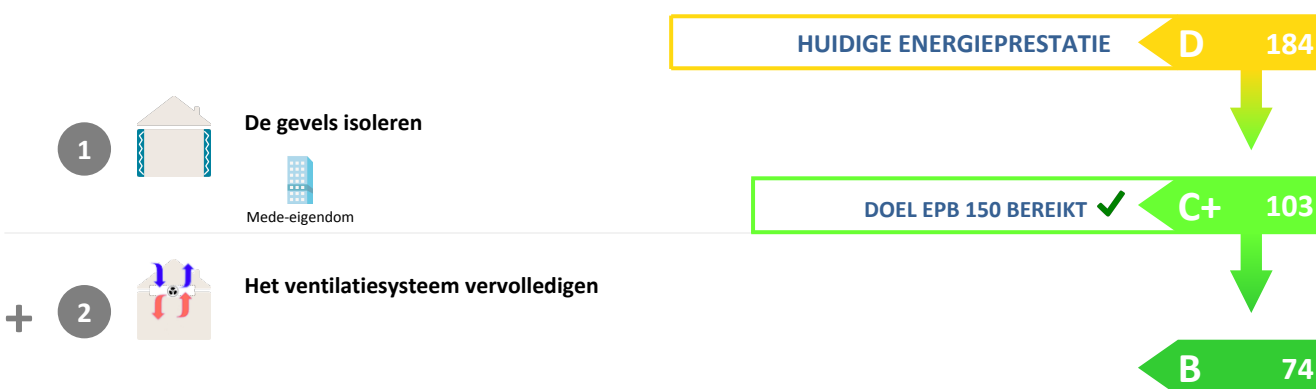 HUIDIGE ENERGIEPRESTATIE D 184
1 De gevels isoleren
Mede-eigendom
DOEL EPB 150 BEREIKT ✔ C+ 103
+ 2 Het ventilatiesysteem vervolledigen
B 74